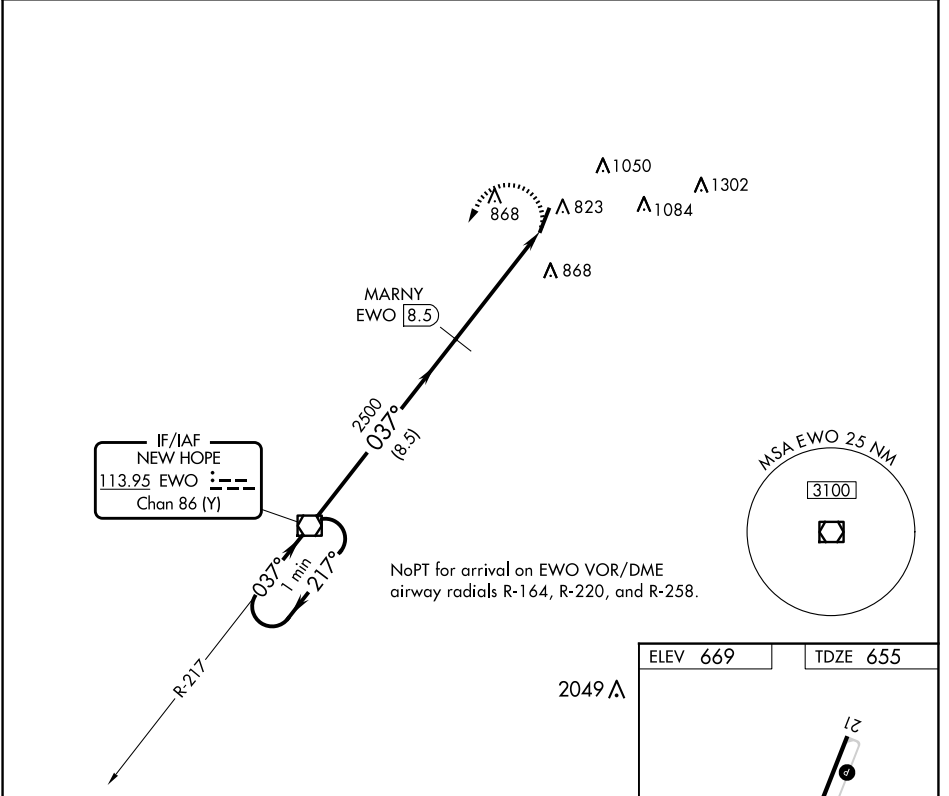 1050
1302
868
823
1084
868
MARNY
EWO 8.5
2500
037°
(8.5)
IF/IAF
NEW HOPE
113.95 EWO
Chan 86 (Y)
MSA EWO 25 NM
3100
037°
1 min
217°
NoPT for arrival on EWO VOR/DME
airway radials R-164, R-220, and R-258.
R-217
2049
ELEV 669
TDZE 655
21
P